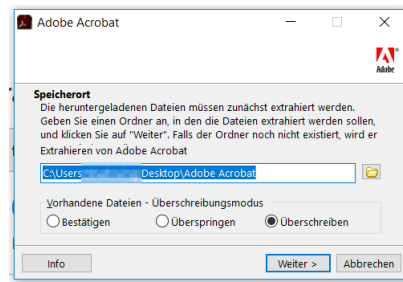 Adobe Acrobat
Adobe
Speicherort
Die heruntergeladenen Dateien müssen zunächst extrahiert werden.
Geben Sie einen Ordner an, in den die Dateien extrahiert werden sollen,
und klicken Sie auf "Weiter". Falls der Ordner noch nicht existiert, wird er
Extrahieren von Adobe Acrobat
C:\Users Desktop\Adobe Acrobat
Vorhandene Dateien - Überschreibungsmodus
Bestätigen Überspringen Überschreiben
Info Weiter > Abbrechen